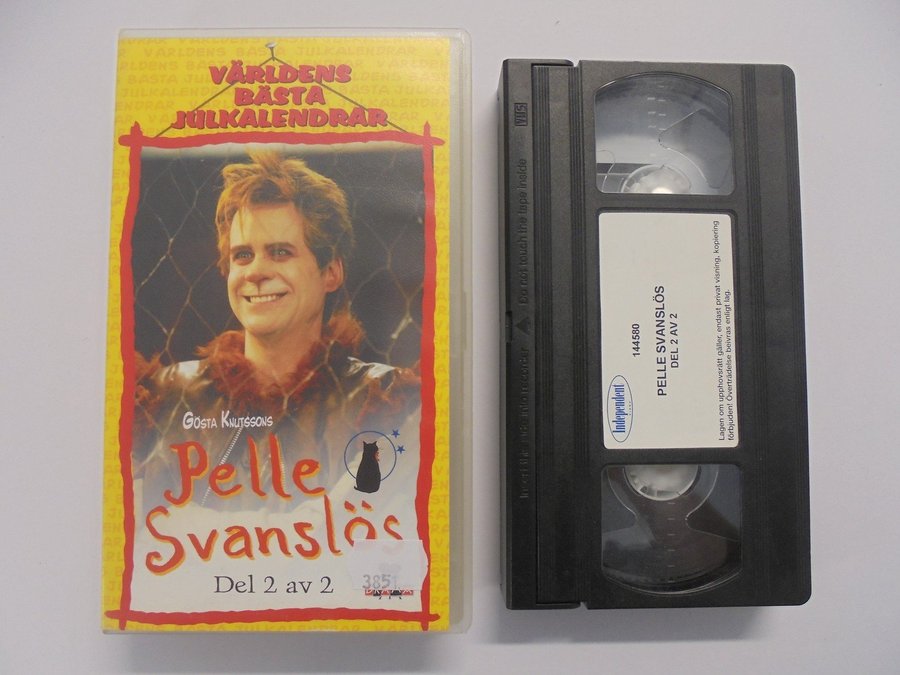 VÄRLDENS
BÄSTA
JULKALENDRAR
GÖSTA KNUTSSONS
Pelle
Svanslös
Del 2 av 2
3851
VHS
Do not touch the tape inside
Independent
144580
PELLE SVANSLÖS
DEL 2 AV 2
Lagen om upphovsrätt gäller, endast privat visning, kopiering
förbjuden! Överträdelse beivras enligt lag.